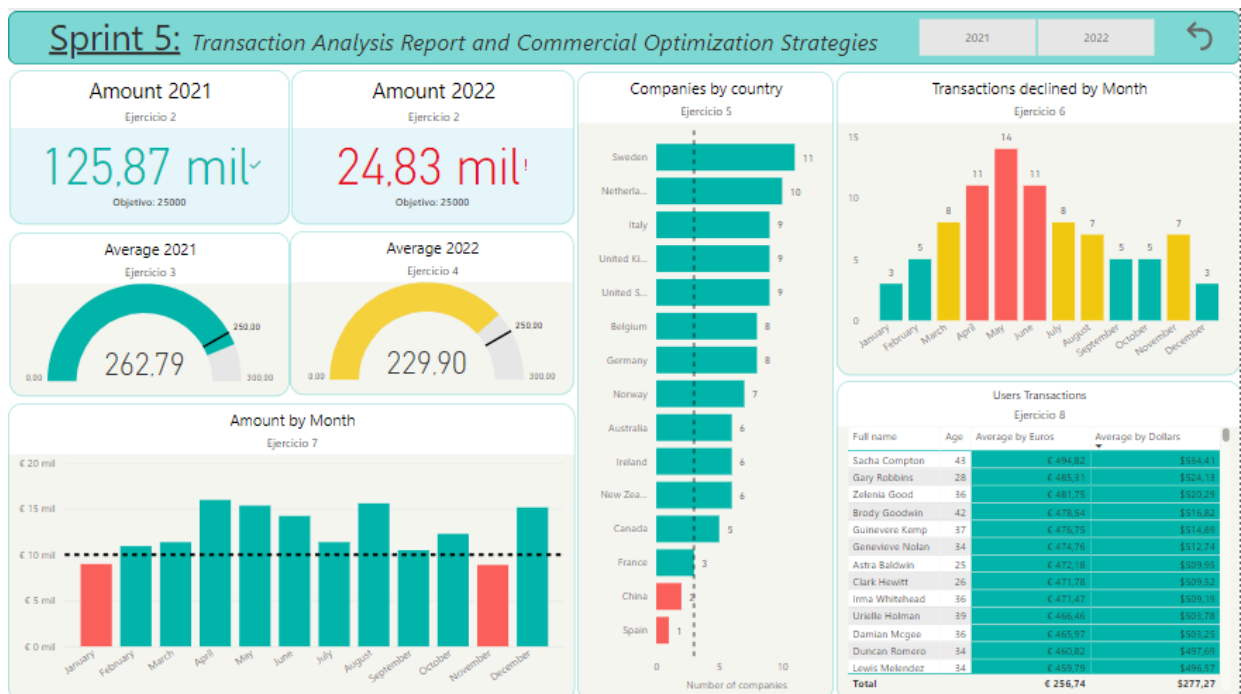 Sprint 5: Transaction Analysis Report and Commercial Optimization Strategies
2021
2022
Amount 2021
Ejercicio 2
125,87 mil
Objetivo: 25000
Amount 2022
Ejercicio 2
24,83 mil!
Objetivo: 25000
Average 2021
Ejercicio 3
250,00
262,79
0,00
300,00
Average 2022
Ejercicio 4
250,00
229,90
0,00
300,00
Amount by Month
Ejercicio 7
€ 20 mil
€ 15 mil
€ 10 mil
€ 5 mil
€ 0 mil
January
February
March
April
May
June
July
August
September
October
November
December
Companies by country
Ejercicio 5
Sweden 11
Netherla... 10
Italy 9
United Ki... 9
United S... 9
Belgium 8
Germany 8
Norway 7
Australia 6
Ireland 6
New Zea... 6
Canada 5
France 3
China 2
Spain 1
0 5 10
Number of companies
Transactions declined by Month
Ejercicio 6
15
10
5
0
3
5
8
11
14
11
8
7
5
5
7
3
January
February
March
April
May
June
July
August
September
October
November
December
Users Transactions
Ejercicio 8
Full name Age Average by Euros Average by Dollars
Sacha Compton 43 € 494,82 $534,41
Gary Robbins 28 € 485,31 $524,13
Zelenia Good 36 € 481,75 $520,29
Brody Goodwin 42 € 478,54 $516,82
Guinevere Kemp 37 € 476,75 $514,89
Genevieve Nolan 34 € 474,76 $512,74
Astra Baldwin 25 € 472,18 $509,95
Clark Hewitt 26 € 471,78 $509,52
Irma Whitehead 36 € 471,47 $509,19
Urielle Holman 39 € 466,46 $503,78
Damian Mcgee 36 € 465,97 $503,25
Duncan Romero 34 € 460,82 $497,69
Lewis Melendez 34 € 459,79 $496,57
Total € 256,74 $277,27